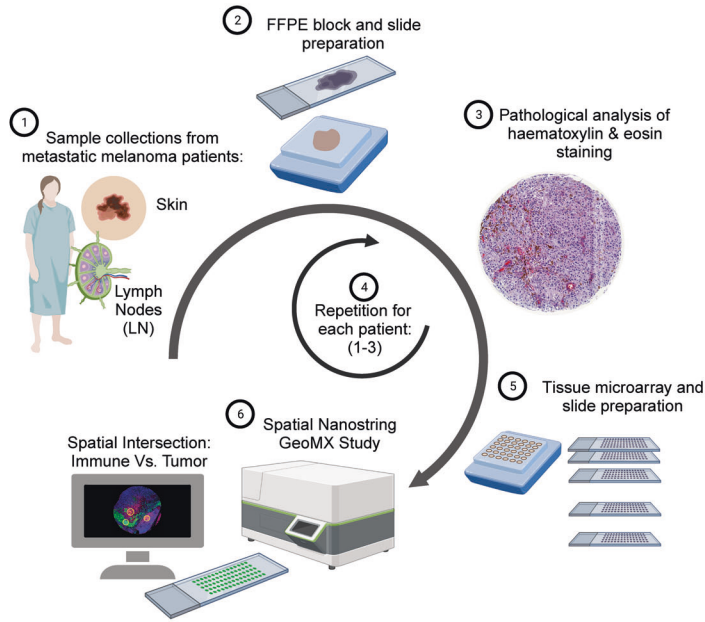 1
Sample collections from
metastatic melanoma patients:
Skin
Lymph
Nodes
(LN)
2
FFPE block and slide
preparation
3
Pathological analysis of
haematoxylin & eosin
staining
4
Repetition for
each patient:
(1-3)
5
Tissue microarray and
slide preparation
6
Spatial Nanostring
GeoMX Study
Spatial Intersection:
Immune Vs. Tumor